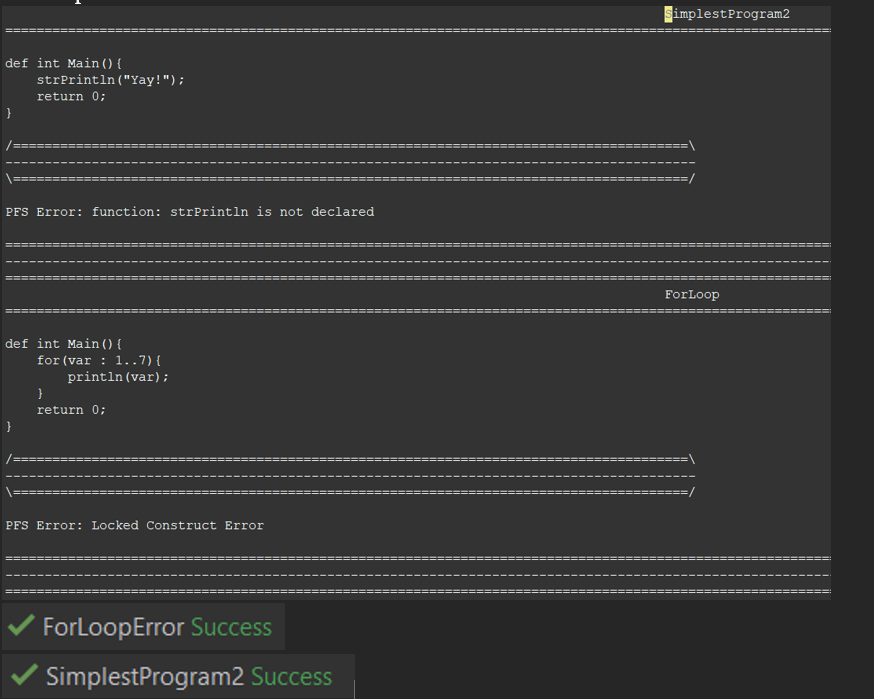 SimplestProgram2
==========================================================================================================
def int Main(){
    strPrintln("Yay!");
    return 0;
}
/=======================================================================================\
----------------------------------------------------------------------------------------
\=======================================================================================/
PFS Error: function: strPrintln is not declared
==========================================================================================================
----------------------------------------------------------------------------------------------------------
==========================================================================================================
ForLoop
==========================================================================================================
def int Main(){
    for(var : 1..7){
        println(var);
    }
    return 0;
}
/=======================================================================================\
----------------------------------------------------------------------------------------
\=======================================================================================/
PFS Error: Locked Construct Error
==========================================================================================================
----------------------------------------------------------------------------------------------------------
==========================================================================================================
✔ ForLoopError Success
✔ SimplestProgram2 Success